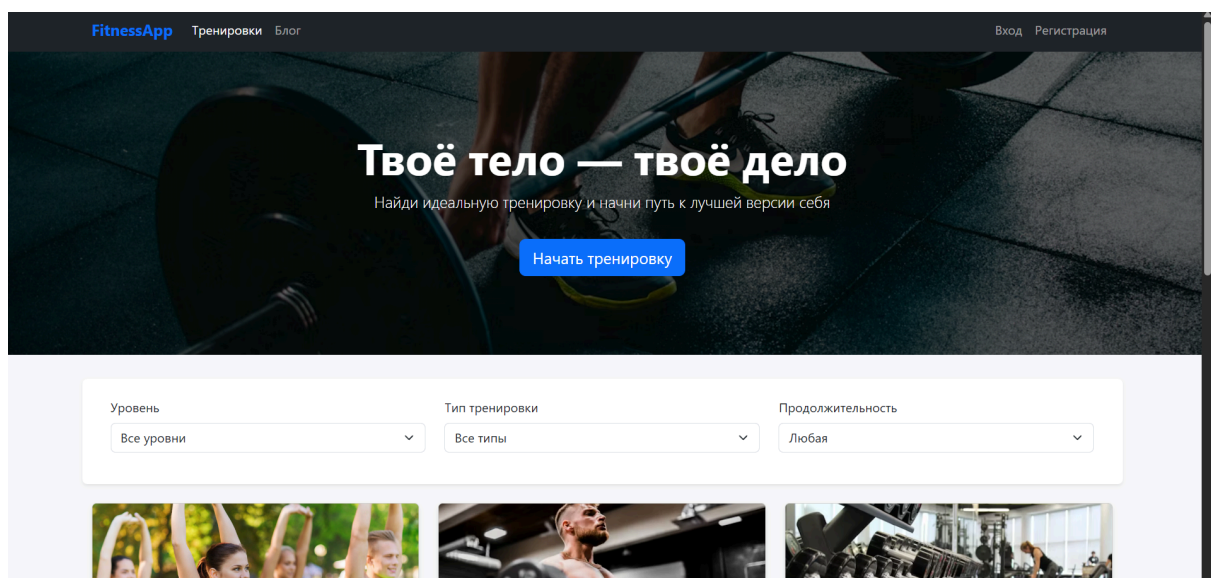 FitnessApp Тренировки Блог Вход Регистрация
Твоё тело — твоё дело
Найди идеальную тренировку и начни путь к лучшей версии себя
Начать тренировку
Уровень Тип тренировки Продолжительность
Все уровни Все типы Любая